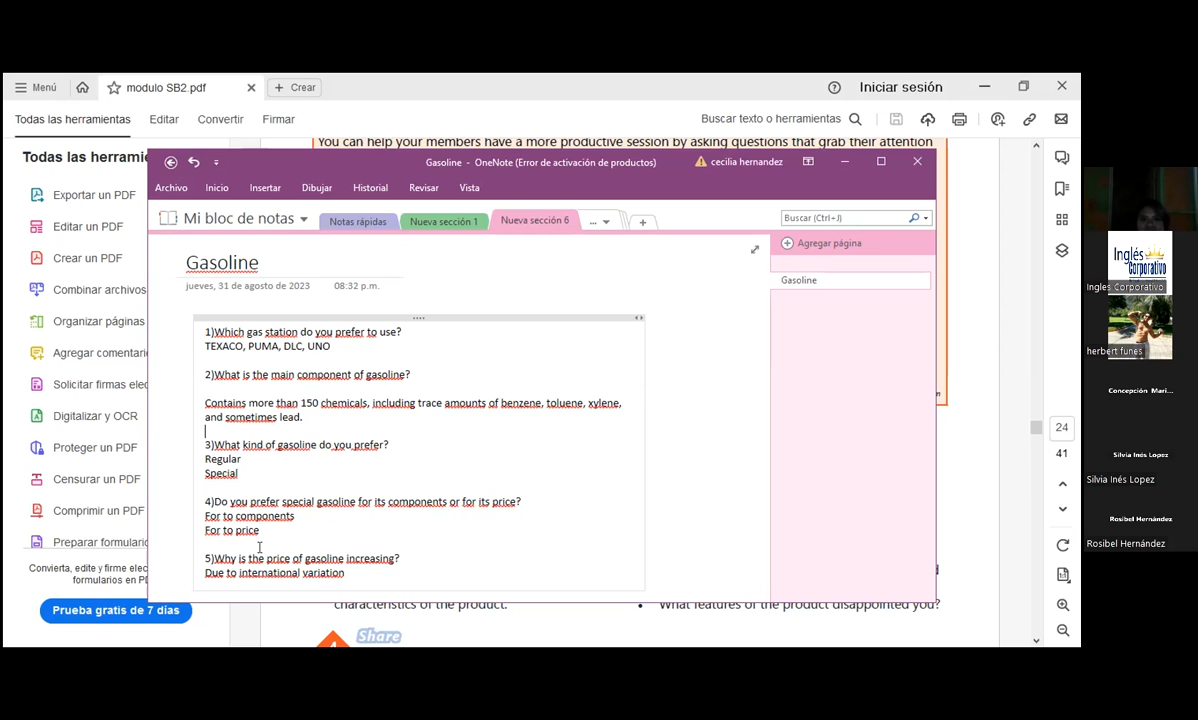 Menú
modulo SB2.pdf
Crear
Iniciar sesión
Todas las herramientas
Editar
Convertir
Firmar
Buscar texto o herramientas
You can help your members have a more productive session by asking questions that grab their attention
Todas las herramie
Exportar un PDF
Editar un PDF
Crear un PDF
Combinar archivos
Organizar páginas
Agregar comentari
Solicitar firmas elec
Digitalizar y OCR
Proteger un PDF
Censurar un PDF
Comprimir un PDF
Preparar formulario
Convierta, edite y firme elec
formularios en PD
Prueba gratis de 7 días
Gasoline - OneNote (Error de activación de productos)
cecilia hernandez
Archivo
Inicio
Insertar
Dibujar
Historial
Revisar
Vista
Mi bloc de notas
Notas rápidas
Nueva sección 1
Nueva sección 6
...
Buscar (Ctrl+J)
Agregar página
Gasoline
Gasoline
jueves, 31 de agosto de 2023 08:32 p.m.
1)Which gas station do you prefer to use?
TEXACO, PUMA, DLC, UNO
2)What is the main component of gasoline?
Contains more than 150 chemicals, including trace amounts of benzene, toluene, xylene,
and sometimes lead.
3)What kind of gasoline do you prefer?
Regular
Special
4)Do you prefer special gasoline for its components or for its price?
For to components
For to price
5)Why is the price of gasoline increasing?
Due to international variation
characteristics of the product.
• What features of the product disappointed you?
4
Share
24
41
Inglés
Corporativo
Ingles Corporativo
herbert funes
Concepción Mari...
Silvia Inés Lopez
Silvia Inés Lopez
Rosibel Hernández
Rosibel Hernández